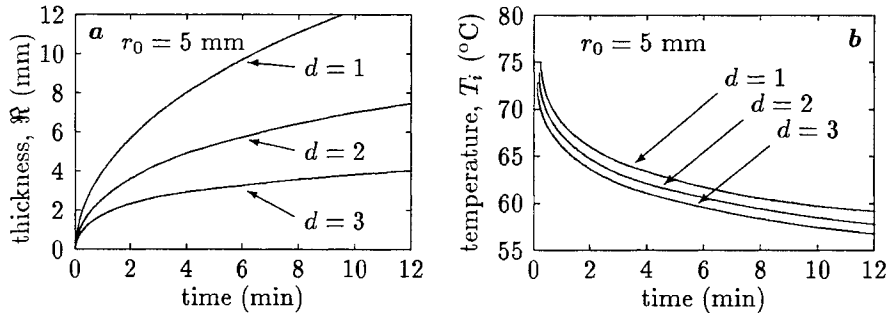 a
r₀ = 5 mm
d = 1
d = 2
d = 3
thickness, ℜ (mm)
12
10
8
6
4
2
0
0 2 4 6 8 10 12
time (min)
b
r₀ = 5 mm
d = 1
d = 2
d = 3
temperature, Tᵢ (°C)
80
75
70
65
60
55
0 2 4 6 8 10 12
time (min)